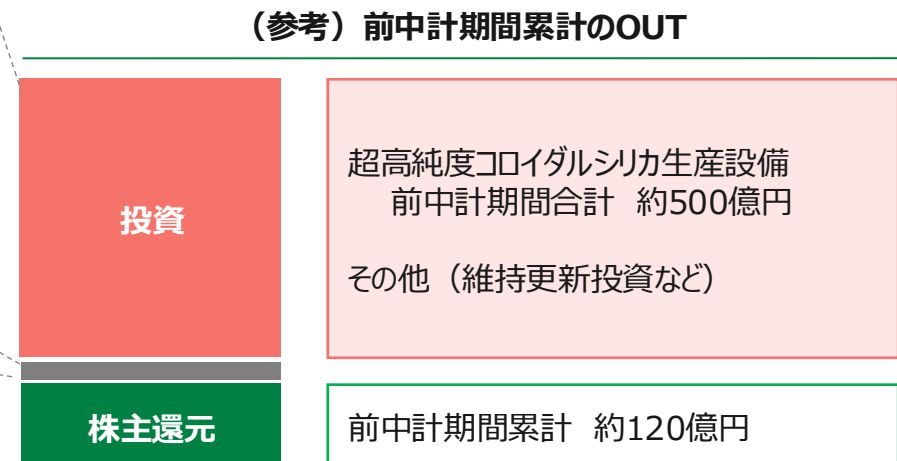 （参考）前中計期間累計のOUT
投資
超高純度コロイダルシリカ生産設備
前中計期間合計 約500億円
その他（維持更新投資など）
株主還元
前中計期間累計 約120億円